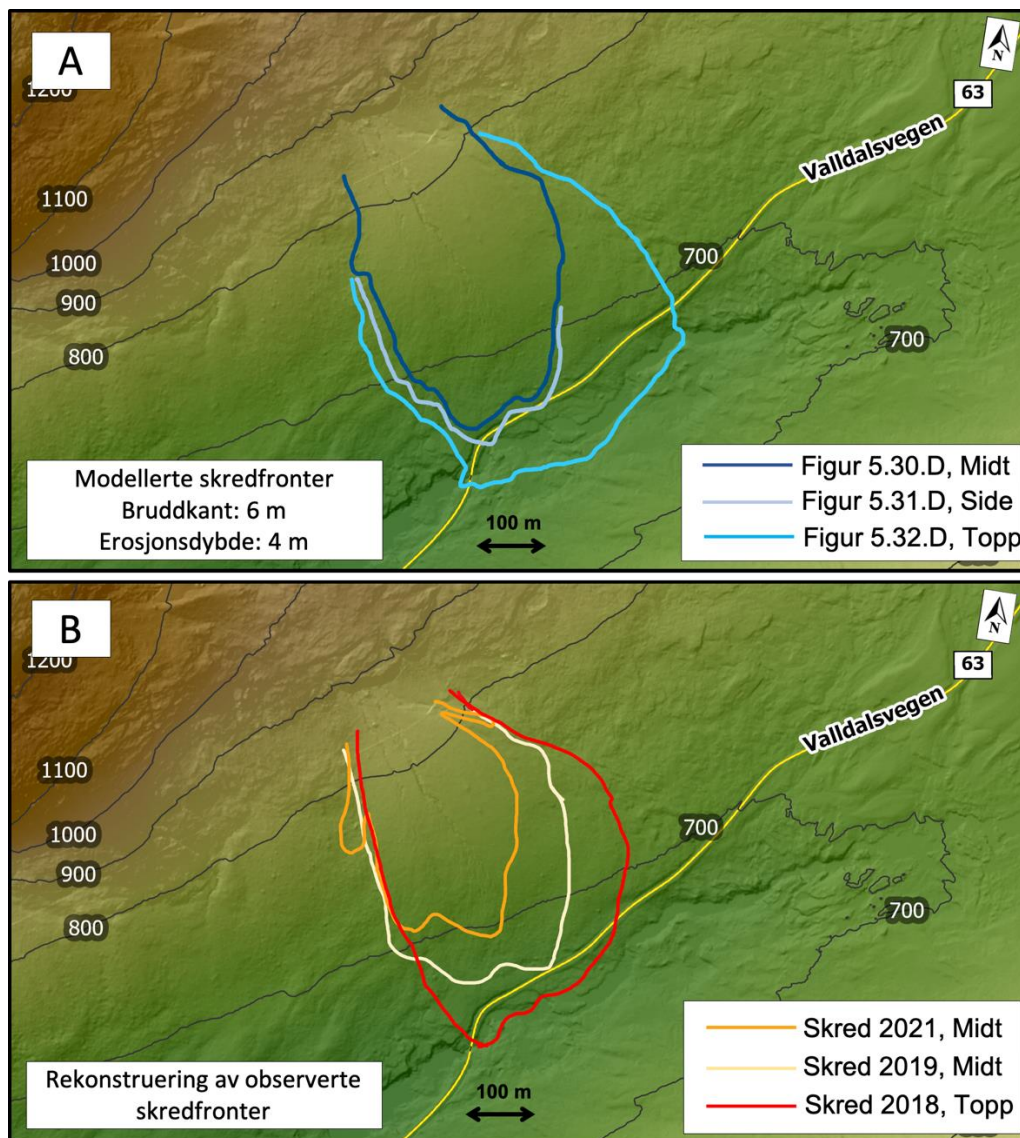 A
N
63
Valldalsvegen
1200
1100
1000
900
800
700
700
Modellerte skredfronter
Bruddkant: 6 m
Erosjonsdybde: 4 m
100 m
Figur 5.30.D, Midt
Figur 5.31.D, Side
Figur 5.32.D, Topp
B
N
63
Valldalsvegen
1200
1100
1000
900
800
700
700
Rekonstruering av observerte
skredfronter
100 m
Skred 2021, Midt
Skred 2019, Midt
Skred 2018, Topp